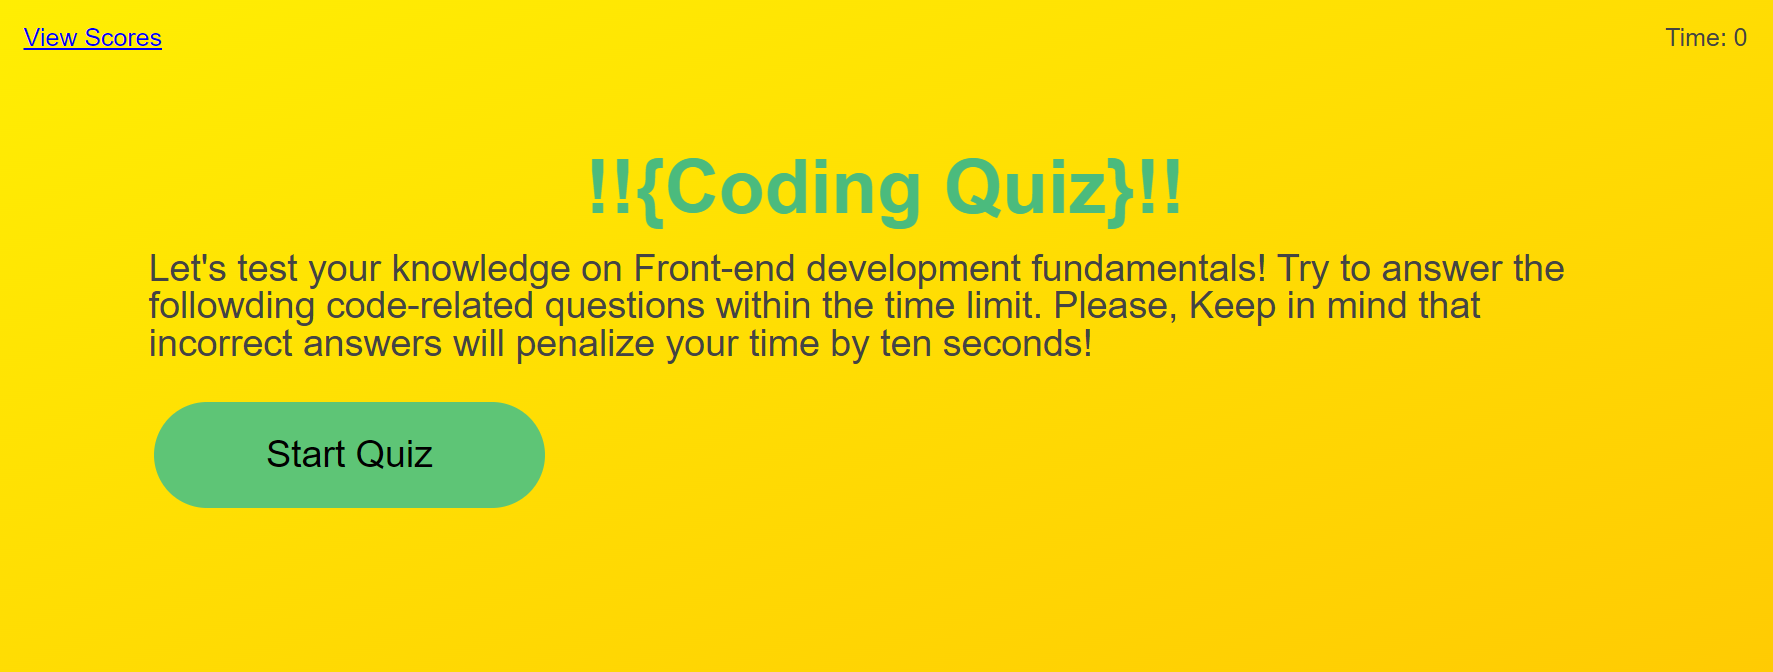 View Scores
Time: 0
!!{Coding Quiz}!!
Let's test your knowledge on Front-end development fundamentals! Try to answer the
followding code-related questions within the time limit. Please, Keep in mind that
incorrect answers will penalize your time by ten seconds!
Start Quiz